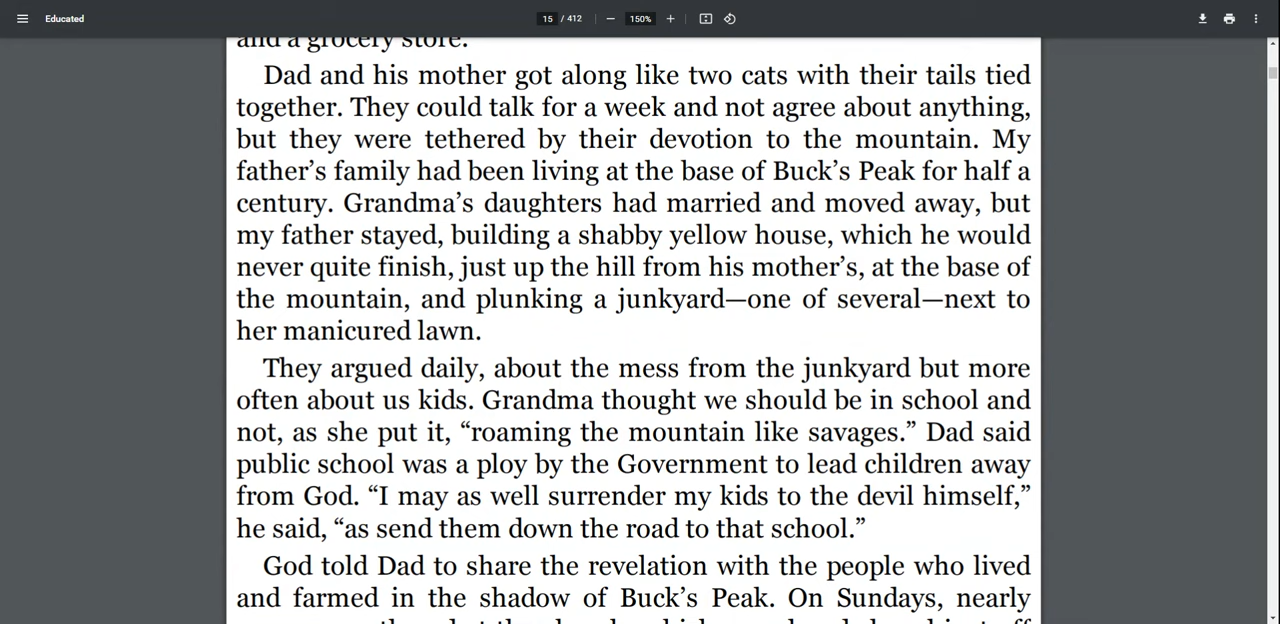 Educated
15 / 412
150%
and a grocery store.
Dad and his mother got along like two cats with their tails tied
together. They could talk for a week and not agree about anything,
but they were tethered by their devotion to the mountain. My
father’s family had been living at the base of Buck’s Peak for half a
century. Grandma’s daughters had married and moved away, but
my father stayed, building a shabby yellow house, which he would
never quite finish, just up the hill from his mother’s, at the base of
the mountain, and plunking a junkyard—one of several—next to
her manicured lawn.
They argued daily, about the mess from the junkyard but more
often about us kids. Grandma thought we should be in school and
not, as she put it, “roaming the mountain like savages.” Dad said
public school was a ploy by the Government to lead children away
from God. “I may as well surrender my kids to the devil himself,”
he said, “as send them down the road to that school.”
God told Dad to share the revelation with the people who lived
and farmed in the shadow of Buck’s Peak. On Sundays, nearly